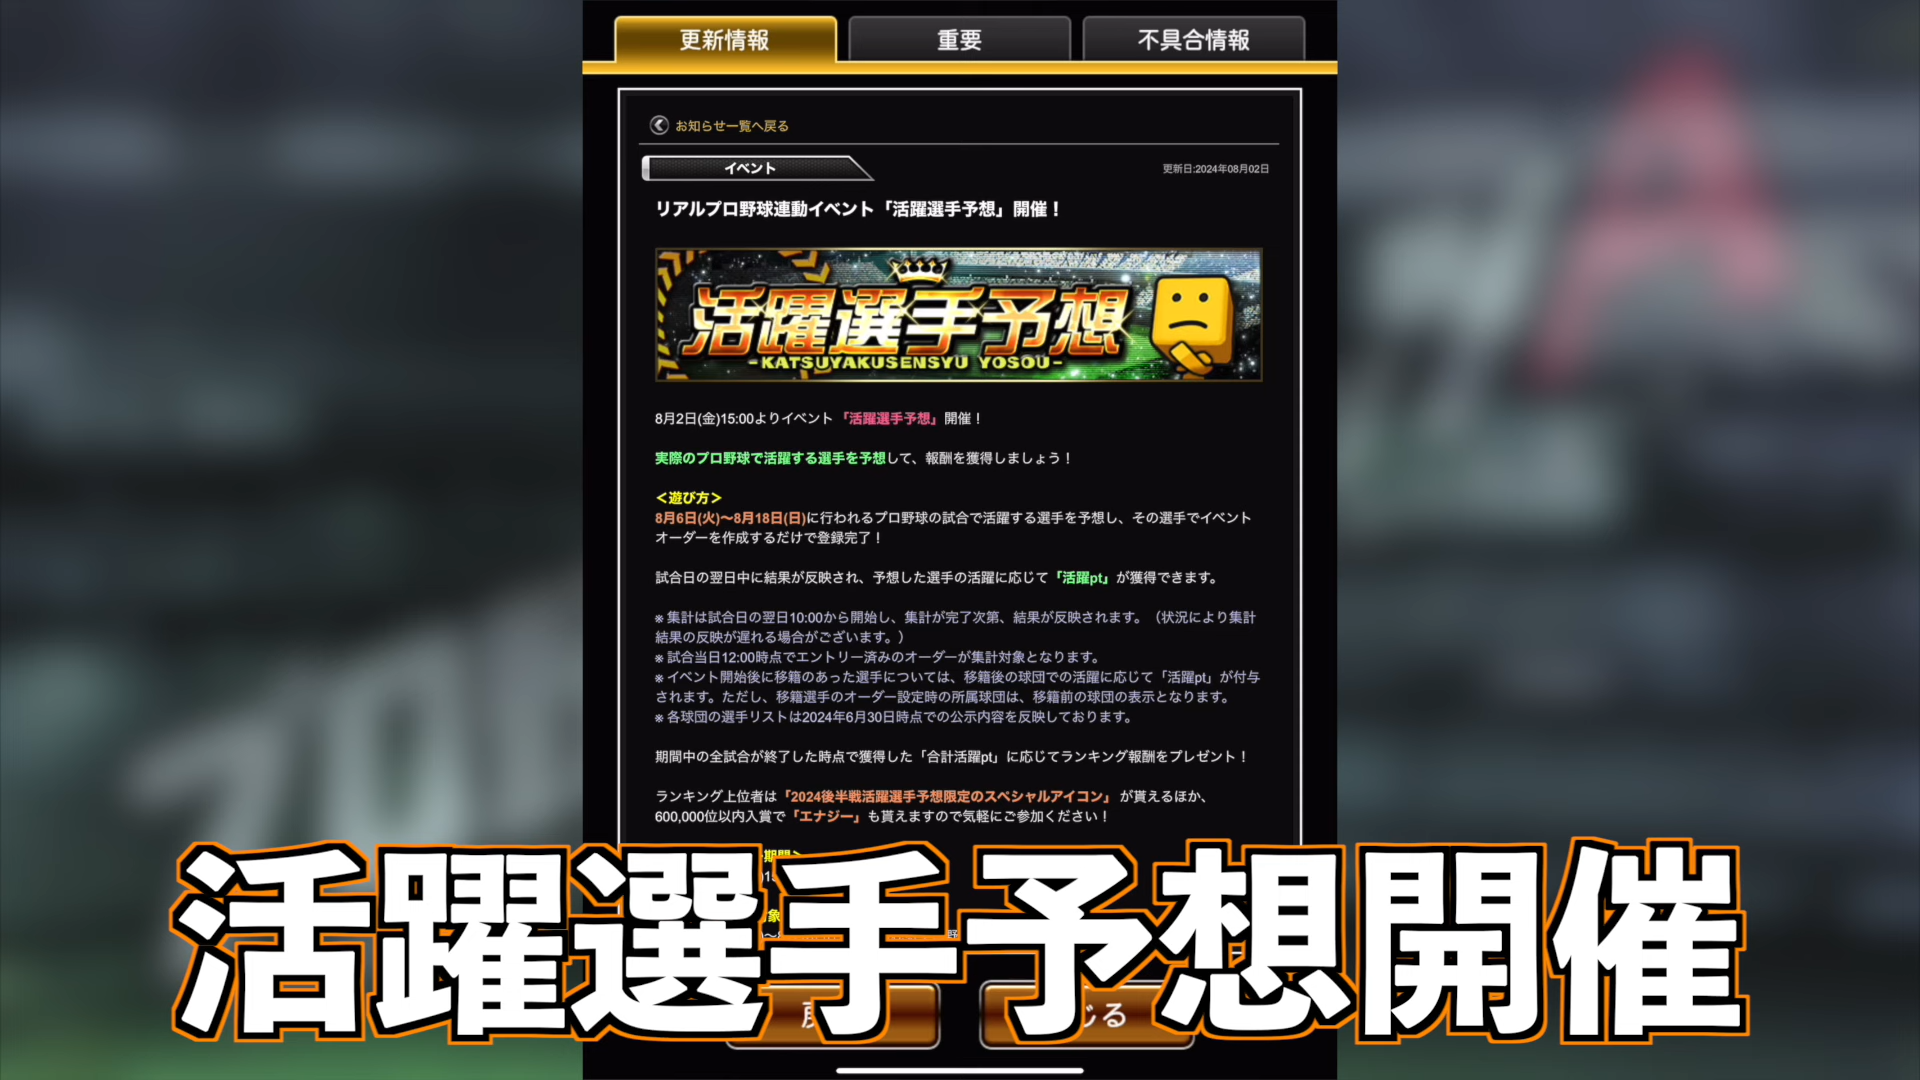 更新情報
重要
不具合情報
お知らせ一覧へ戻る
イベント
更新日:2024年08月02日
リアルプロ野球連動イベント「活躍選手予想」開催！
活躍選手予想
-KATSUYAKUSENSYU YOSOU-
8月2日(金)15:00よりイベント『活躍選手予想』開催！
実際のプロ野球で活躍する選手を予想して、報酬を獲得しましょう！
＜遊び方＞
8月6日(火)～8月18日(日)に行われるプロ野球の試合で活躍する選手を予想し、その選手でイベント
オーダーを作成するだけで登録完了！
試合日の翌日中に結果が反映され、予想した選手の活躍に応じて『活躍pt』が獲得できます。
※集計は試合日の翌日10:00から開始し、集計が完了次第、結果が反映されます。（状況により集計
結果の反映が遅れる場合がございます。）
※試合当日12:00時点でエントリー済みのオーダーが集計対象となります。
※イベント開始後に移籍のあった選手については、移籍後の球団での活躍に応じて「活躍pt」が付与
されます。ただし、移籍選手のオーダー設定時の所属球団は、移籍前の球団の表示となります。
※各球団の選手リストは2024年6月30日時点での公示内容を反映しております。
期間中の全試合が終了した時点で獲得した「合計活躍pt」に応じてランキング報酬をプレゼント！
ランキング上位者は『2024後半戦活躍選手予想限定のスペシャルアイコン』が貰えるほか、
600,000位以内入賞で『エナジー』も貰えますので気軽にご参加ください！
期間＞
象
活躍選手予想開催
じる